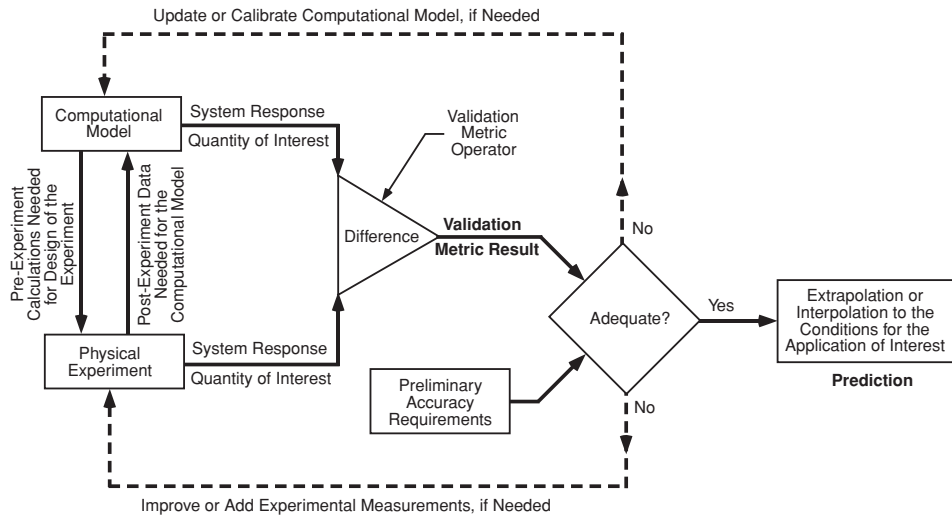 Update or Calibrate Computational Model, if Needed
Computational
Model
System Response
Quantity of Interest
Validation
Metric
Operator
Pre-Experiment
Calculations Needed
for Design of the
Experiment
Post-Experiment Data
Needed for the
Computational Model
Difference
Validation
Metric Result
No
Adequate?
Yes
Extrapolation or
Interpolation to the
Conditions for the
Application of Interest
Prediction
Physical
Experiment
System Response
Quantity of Interest
Preliminary
Accuracy
Requirements
No
Improve or Add Experimental Measurements, if Needed